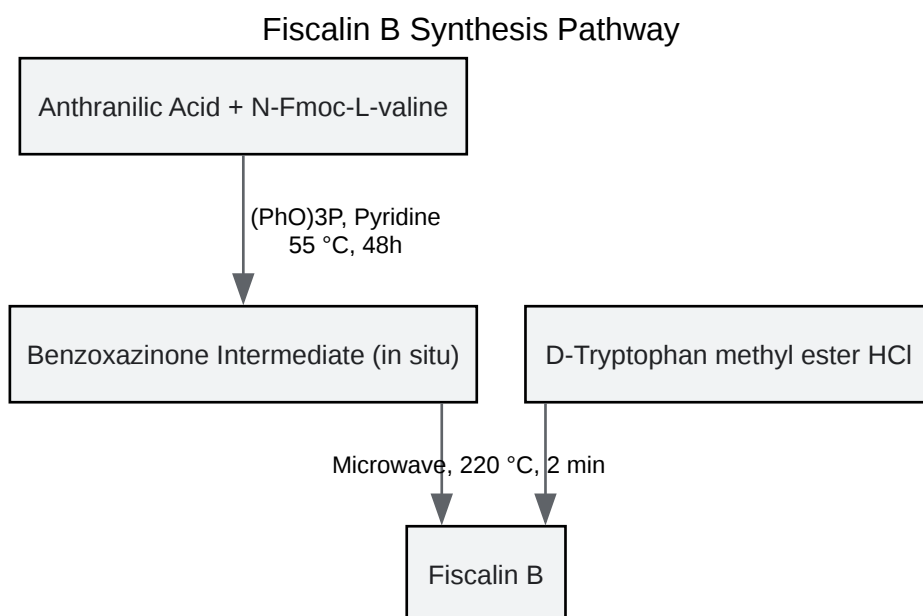 Fiscalin B Synthesis Pathway
Anthranilic Acid + N-Fmoc-L-valine
(PhO)3P, Pyridine
55 °C, 48h
Benzoxazinone Intermediate (in situ)
D-Tryptophan methyl ester HCl
Microwave, 220 °C, 2 min
Fiscalin B